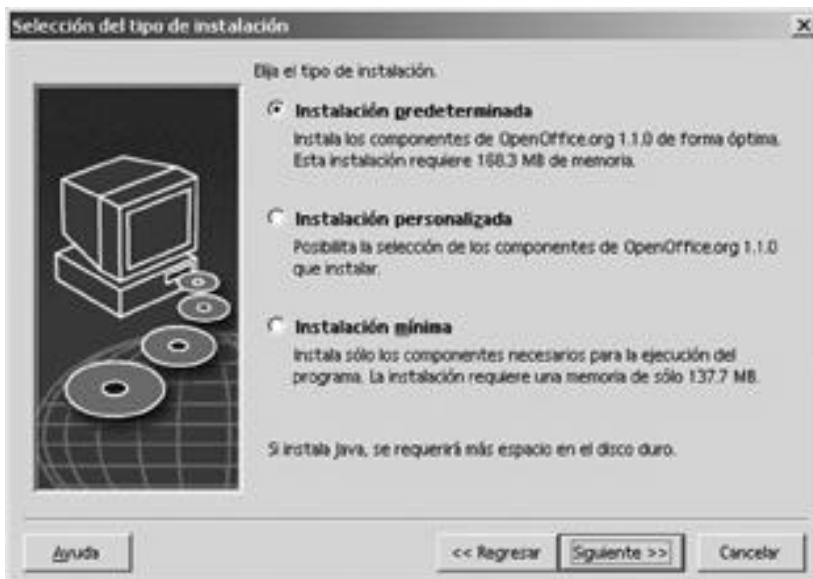 Selección del tipo de instalación
Elija el tipo de instalación.
Instalación predeterminada
Instala los componentes de OpenOffice.org 1.1.0 de forma óptima.
Esta instalación requiere 168.3 MB de memoria.
Instalación personalizada
Posibilita la selección de los componentes de OpenOffice.org 1.1.0
que instalar.
Instalación mínima
Instala sólo los componentes necesarios para la ejecución del
programa. La instalación requiere una memoria de sólo 137.7 MB.
Si instala Java, se requerirá más espacio en el disco duro.
Ayuda
<< Regresar
Siguiente >>
Cancelar